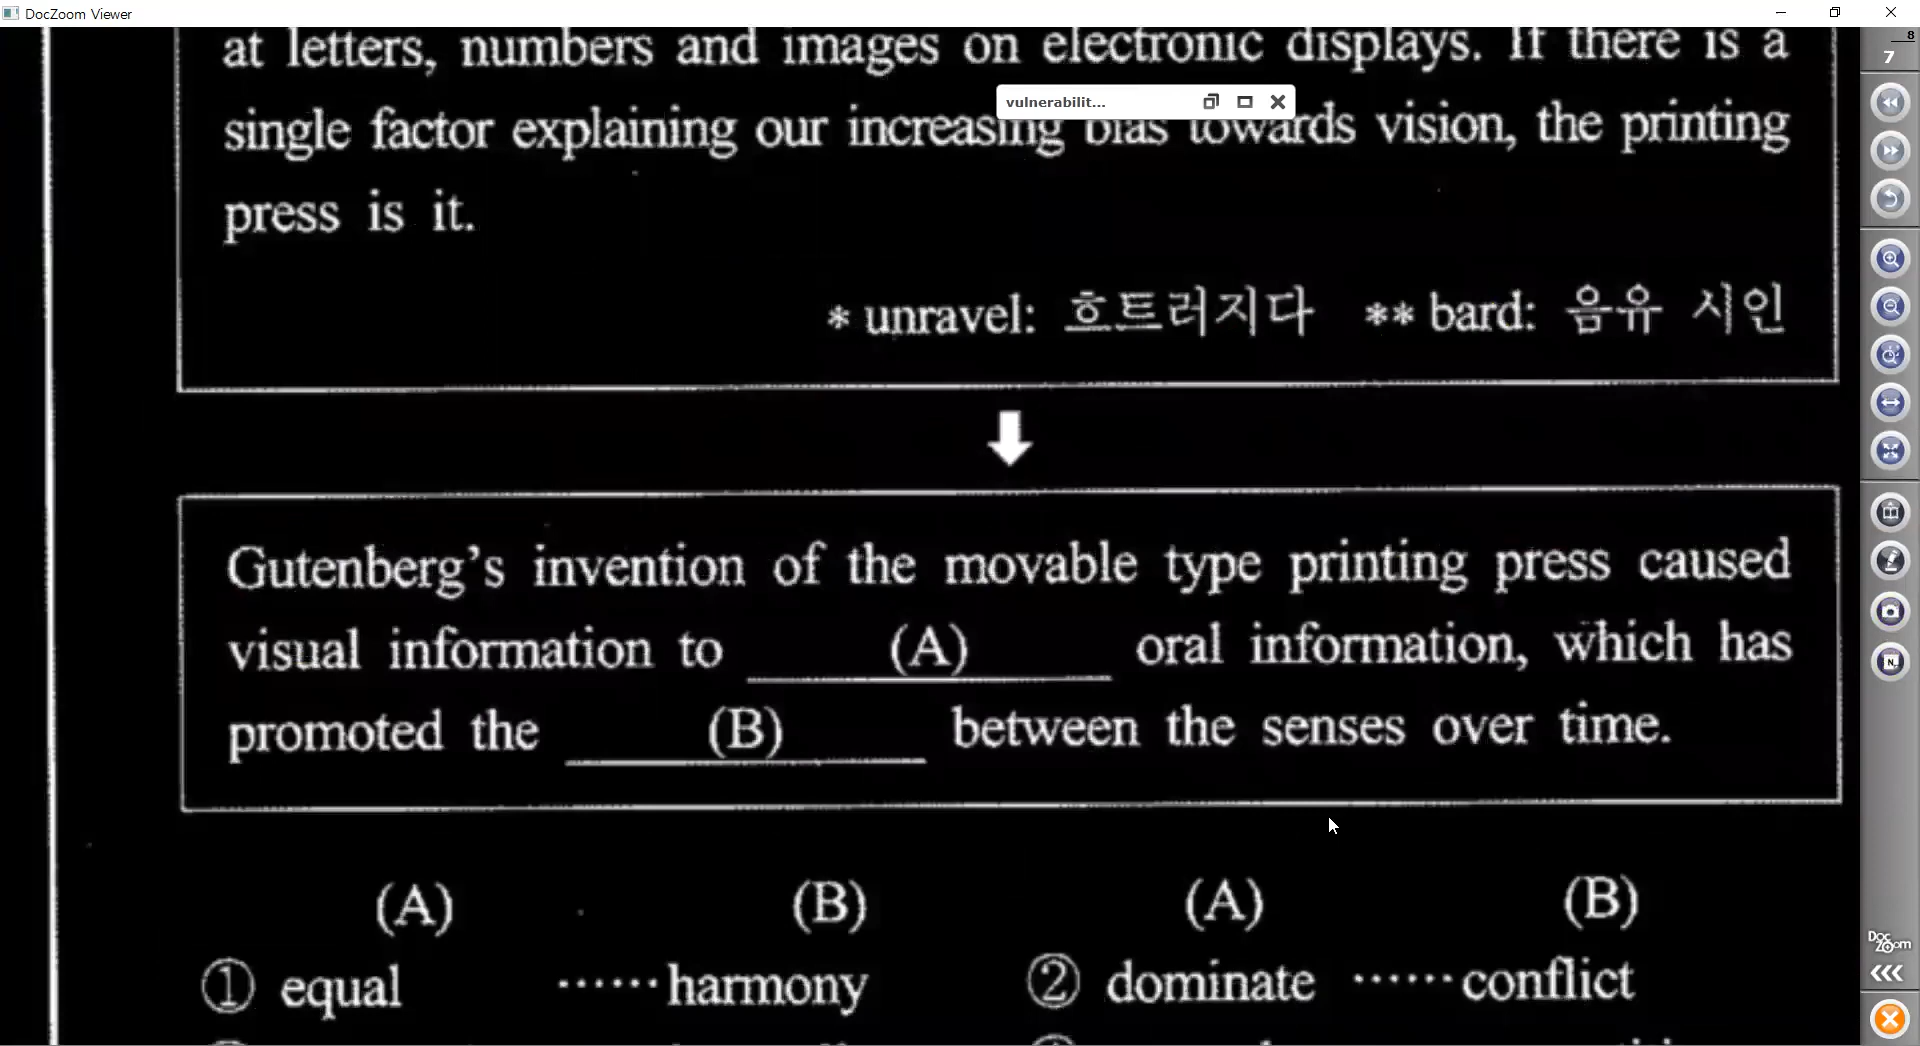 DocZoom Viewer
8
7
at letters, numbers and images on electronic displays. If there is a
vulnerabilit...
single factor explaining our increasing bias towards vision, the printing
press is it.
* unravel: 흐트러지다 ** bard: 음유 시인
Gutenberg's invention of the movable type printing press caused
visual information to (A) oral information, which has
promoted the (B) between the senses over time.
(A) (B) (A) (B)
① equal ······ harmony ② dominate ······ conflict
Doc
Zoom